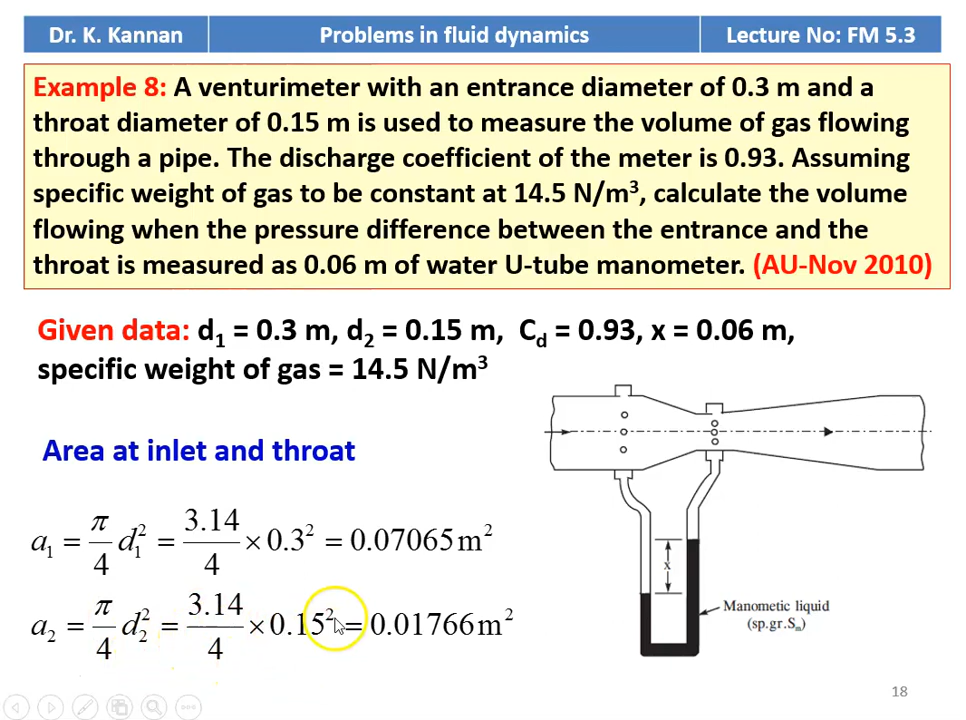 Dr. K. Kannan
Problems in fluid dynamics
Lecture No: FM 5.3
Example 8: A venturimeter with an entrance diameter of 0.3 m and a
throat diameter of 0.15 m is used to measure the volume of gas flowing
through a pipe. The discharge coefficient of the meter is 0.93. Assuming
specific weight of gas to be constant at 14.5 N/m³, calculate the volume
flowing when the pressure difference between the entrance and the
throat is measured as 0.06 m of water U-tube manometer. (AU-Nov 2010)
Given data: d₁ = 0.3 m, d₂ = 0.15 m, C_d = 0.93, x = 0.06 m,
specific weight of gas = 14.5 N/m³
Area at inlet and throat
a₁ = π/4 d₁² = 3.14/4 × 0.3² = 0.07065 m²
a₂ = π/4 d₂² = 3.14/4 × 0.15² = 0.01766 m²
x
Manometic liquid
(sp.gr.Sₘ)
18